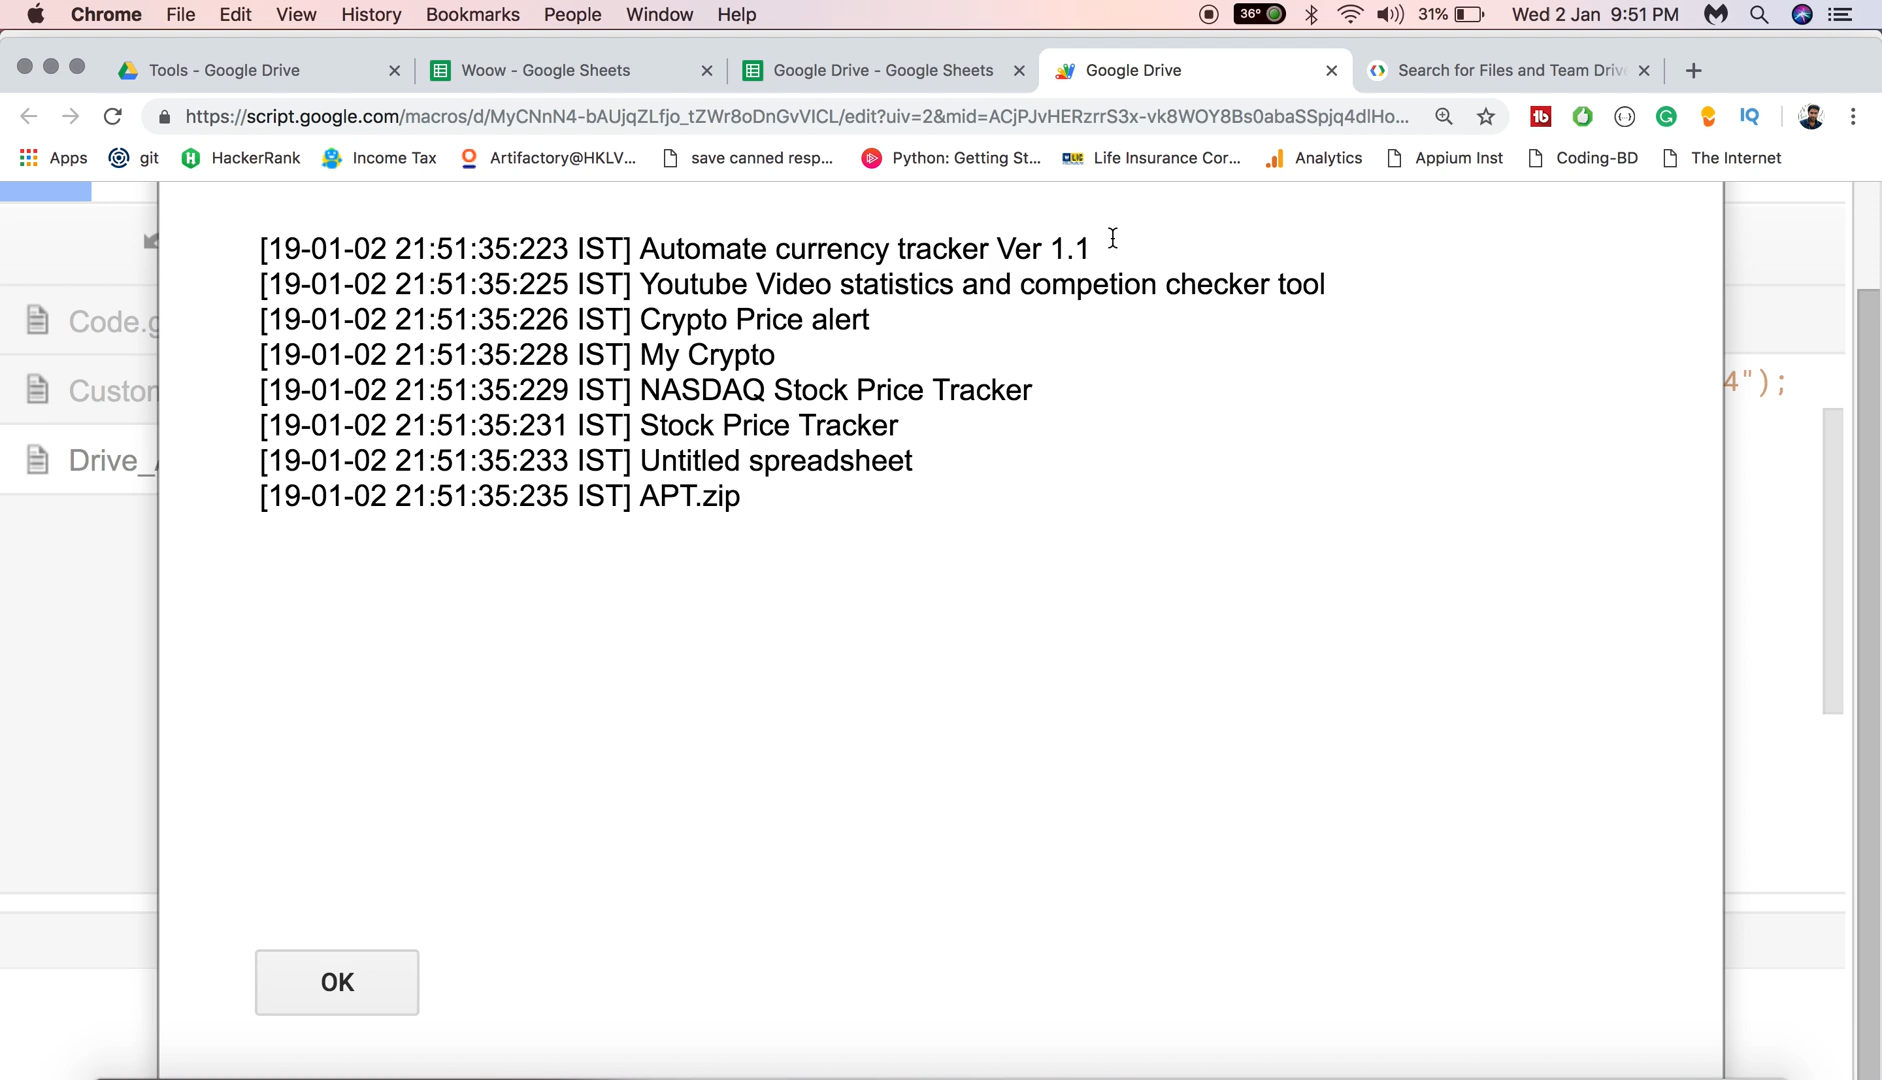 Chrome File Edit View History Bookmarks People Window Help 36° 31% Wed 2 Jan 9:51 PM
Tools - Google Drive Woow - Google Sheets Google Drive - Google Sheets Google Drive Search for Files and Team Driv
https://script.google.com/macros/d/MyCNnN4-bAUjqZLfjo_tZWr8oDnGvVICL/edit?uiv=2&mid=ACjPJvHERzrrS3x-vk8WOY8Bs0abaSSpjq4dlHo...
Apps git HackerRank Income Tax Artifactory@HKLV... save canned resp... Python: Getting St... Life Insurance Cor... Analytics Appium Inst Coding-BD The Internet
[19-01-02 21:51:35:223 IST] Automate currency tracker Ver 1.1
[19-01-02 21:51:35:225 IST] Youtube Video statistics and competion checker tool
[19-01-02 21:51:35:226 IST] Crypto Price alert
[19-01-02 21:51:35:228 IST] My Crypto
[19-01-02 21:51:35:229 IST] NASDAQ Stock Price Tracker
[19-01-02 21:51:35:231 IST] Stock Price Tracker
[19-01-02 21:51:35:233 IST] Untitled spreadsheet
[19-01-02 21:51:35:235 IST] APT.zip
Code.g
Custon
Drive_
4");
OK